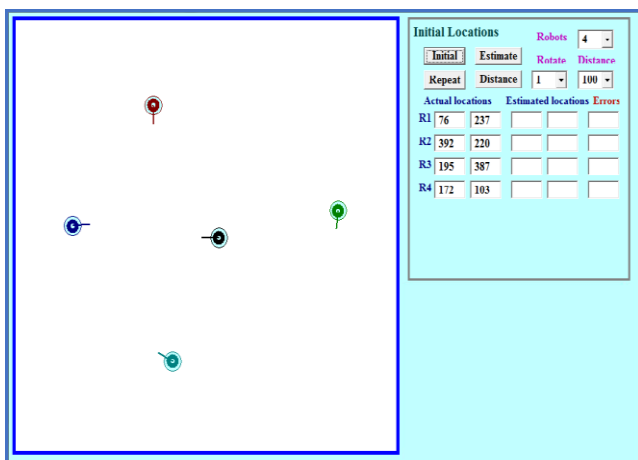 Initial Locations
Robots 4
Initial Estimate Rotate Distance
Repeat Distance 1 100
Actual locations Estimated locations Errors
R1 76 237
R2 392 220
R3 195 387
R4 172 103